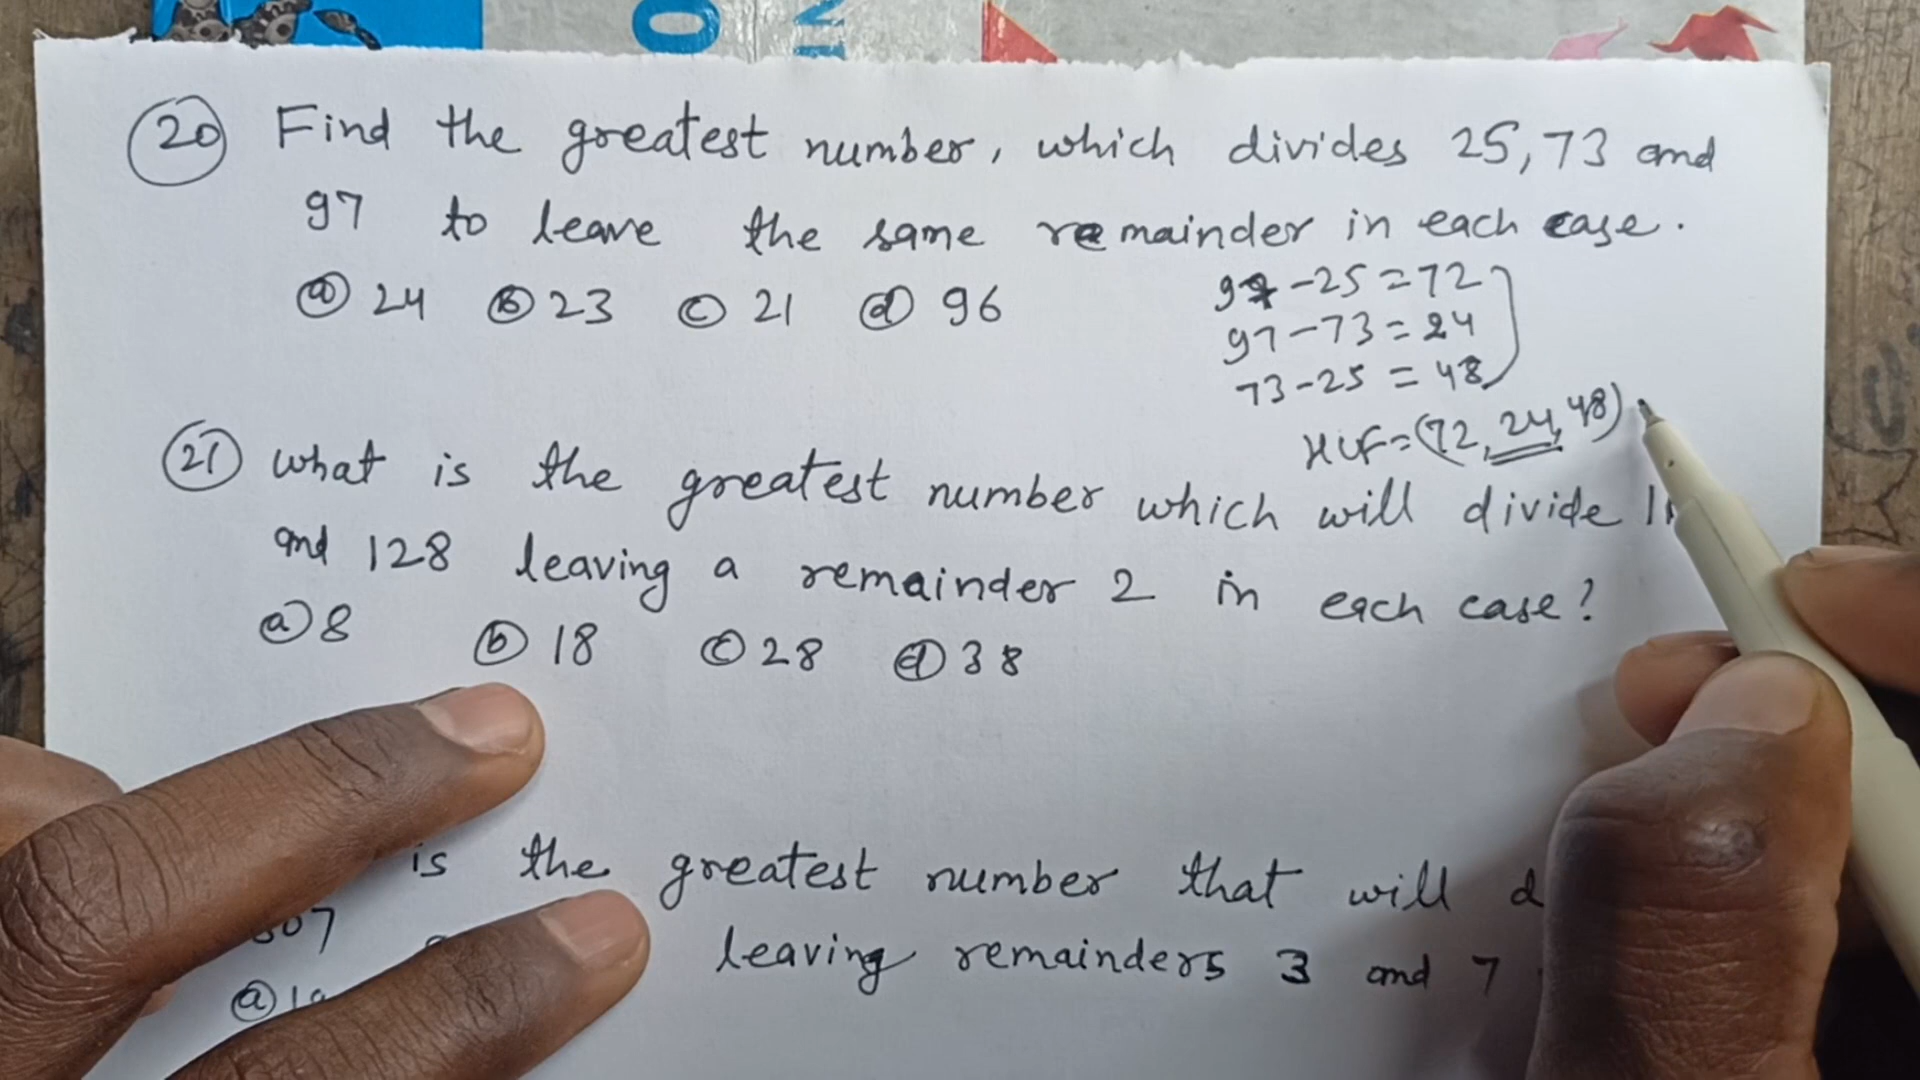 20 Find the greatest number, which divides 25, 73 and
97 to leave the same remainder in each case.
(a) 24 (b) 23 (c) 21 (d) 96
97-25=72
97-73=24
73-25=48
HCF=(72, 24, 48)
21 what is the greatest number which will divide
and 128 leaving a remainder 2 in each case?
(a) 8 (b) 18 (c) 28 (d) 38
is the greatest number that will
leaving remainders 3 and 7
(a)